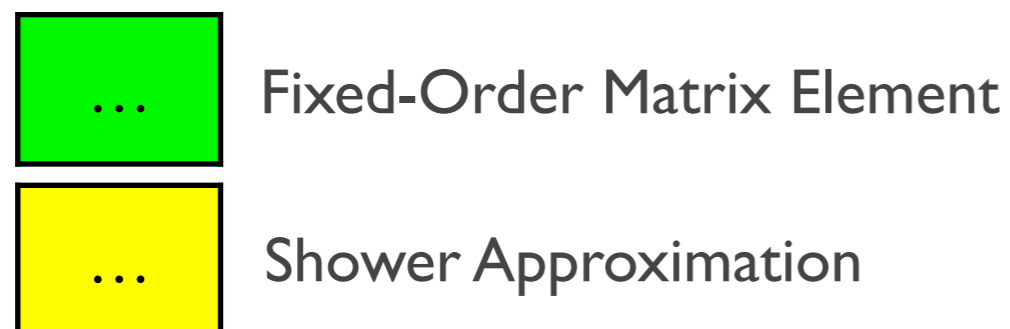 ... Fixed-Order Matrix Element
... Shower Approximation